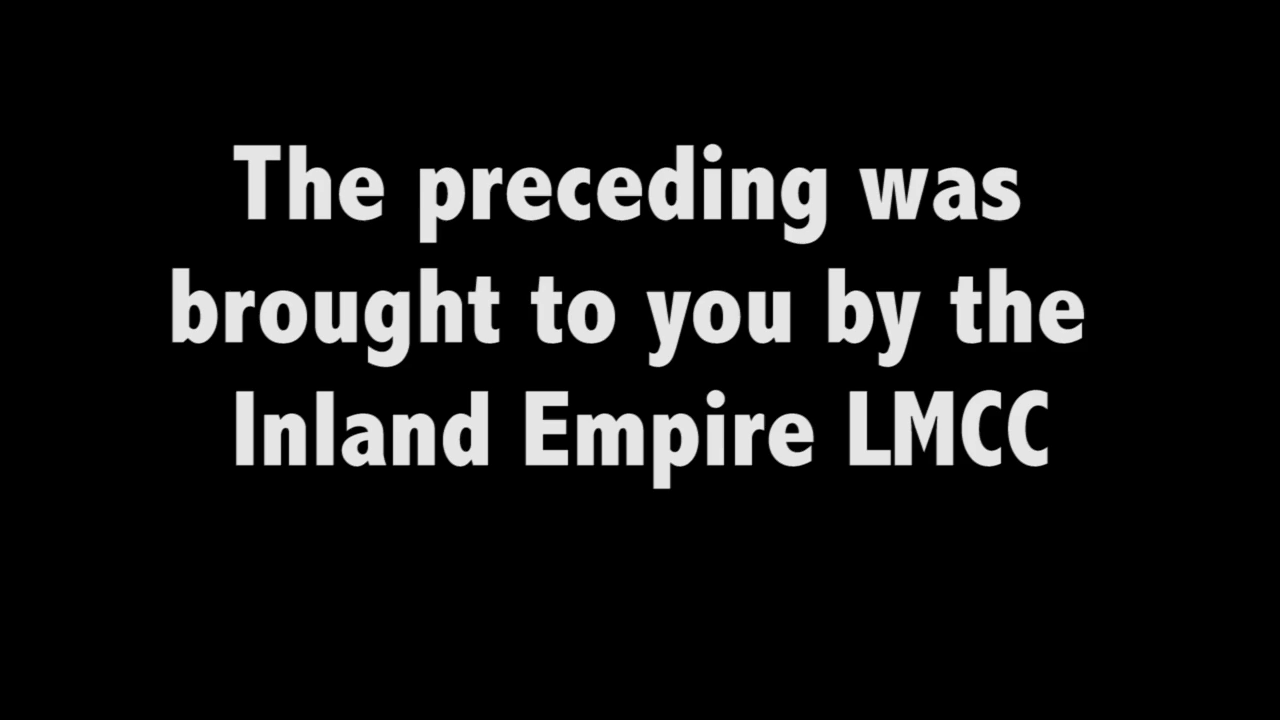 The preceding was
brought to you by the
Inland Empire LMCC